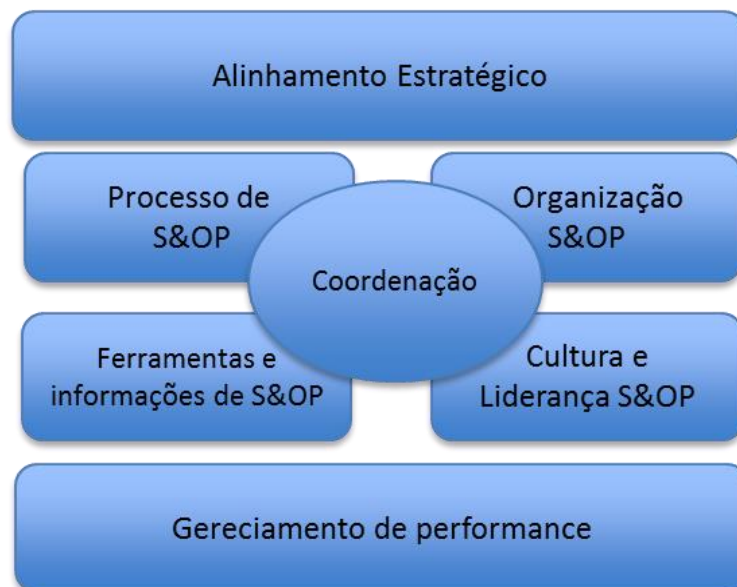 Alinhamento Estratégico
Processo de
S&OP
Organização
S&OP
Coordenação
Ferramentas e
informações de S&OP
Cultura e
Liderança S&OP
Gereciamento de performance